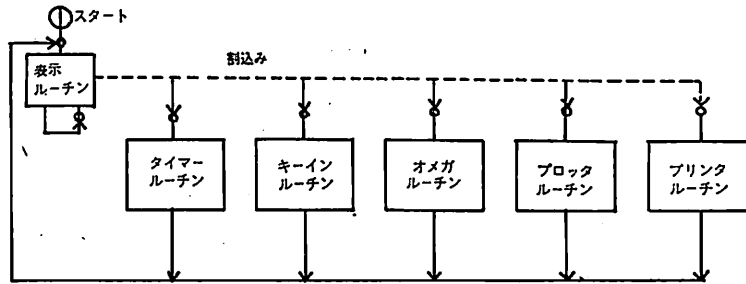 スタート
表示
ルーチン
割込み
タイマー
ルーチン
キーイン
ルーチン
オメガ
ルーチン
プロッタ
ルーチン
プリンタ
ルーチン